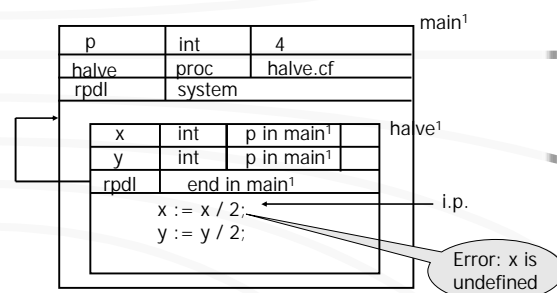 main¹
p int 4
halve proc halve.cf
rpdl system
halve¹
x int p in main¹
y int p in main¹
rpdl end in main¹
x := x / 2; i.p.
y := y / 2;
Error: x is
undefined